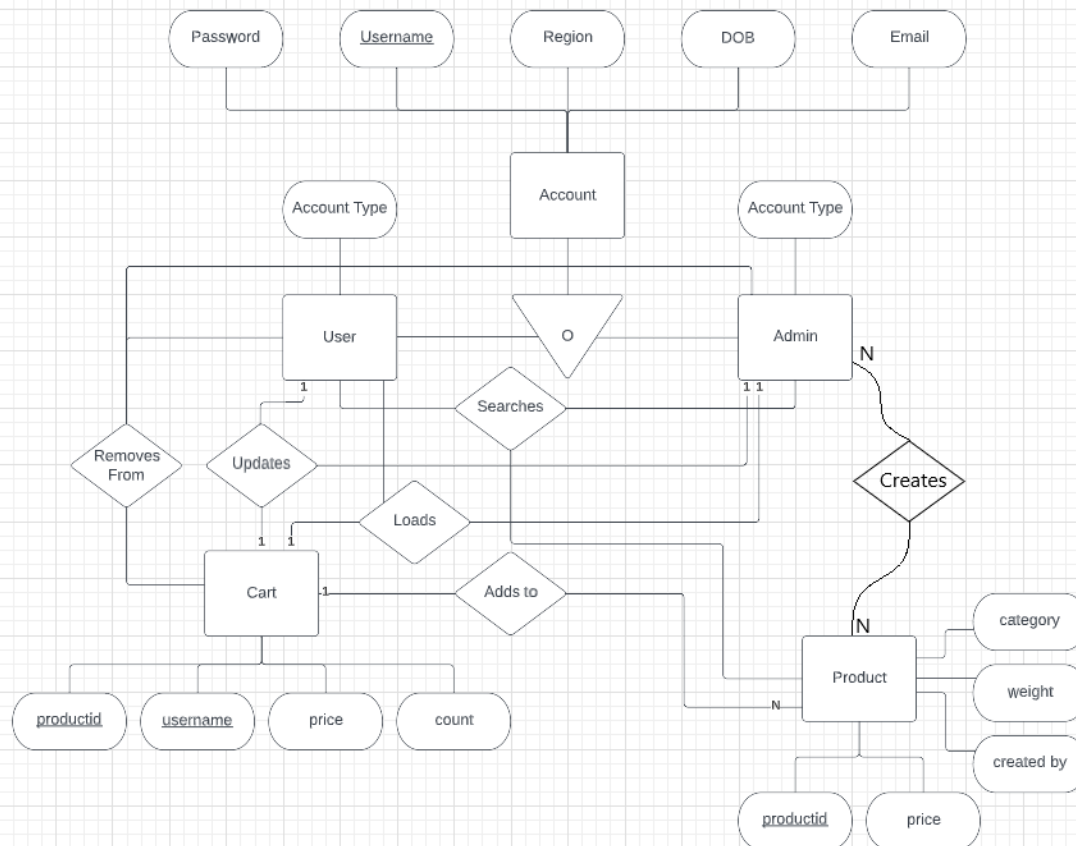 Password
Username
Region
DOB
Email
Account
Account Type
Account Type
User
O
Admin
N
1
1 1
Searches
Removes
From
Updates
Creates
Loads
1
1
Cart
1
Adds to
category
N
Product
weight
N
productid
username
price
count
created by
productid
price